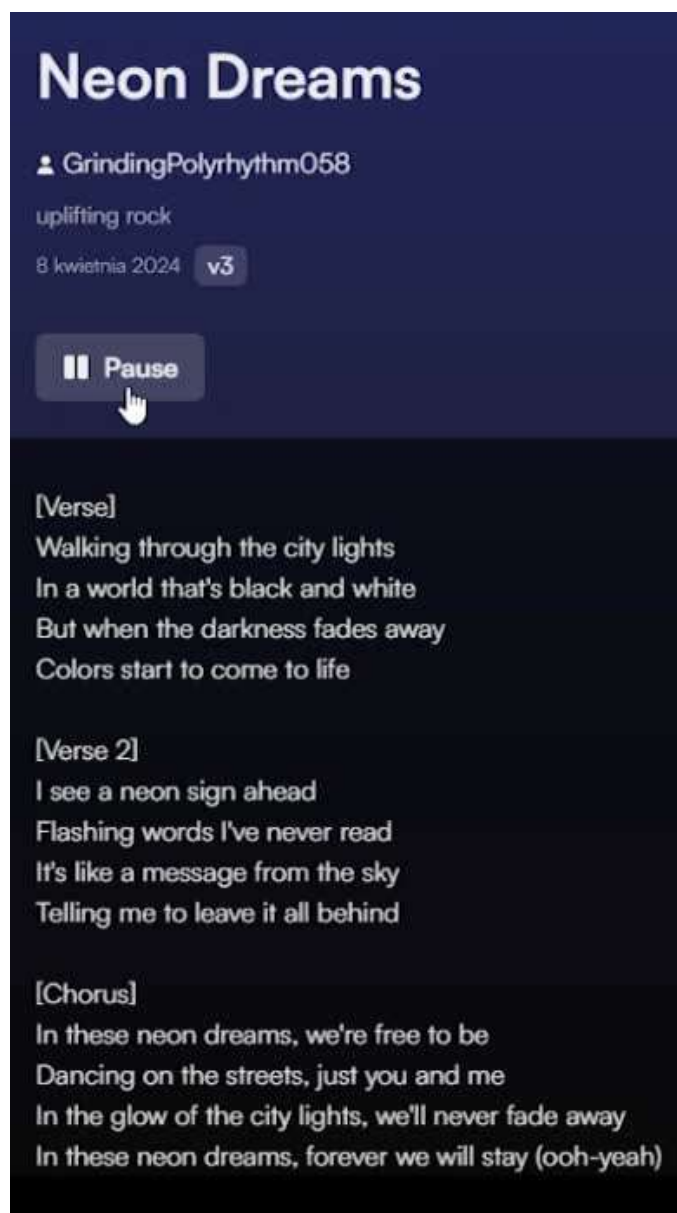 Neon Dreams
GrindingPolyrhythm058
uplifting rock
8 kwietnia 2024 v3
Pause
[Verse]
Walking through the city lights
In a world that's black and white
But when the darkness fades away
Colors start to come to life
[Verse 2]
I see a neon sign ahead
Flashing words I've never read
It's like a message from the sky
Telling me to leave it all behind
[Chorus]
In these neon dreams, we're free to be
Dancing on the streets, just you and me
In the glow of the city lights, we'll never fade away
In these neon dreams, forever we will stay (ooh-yeah)